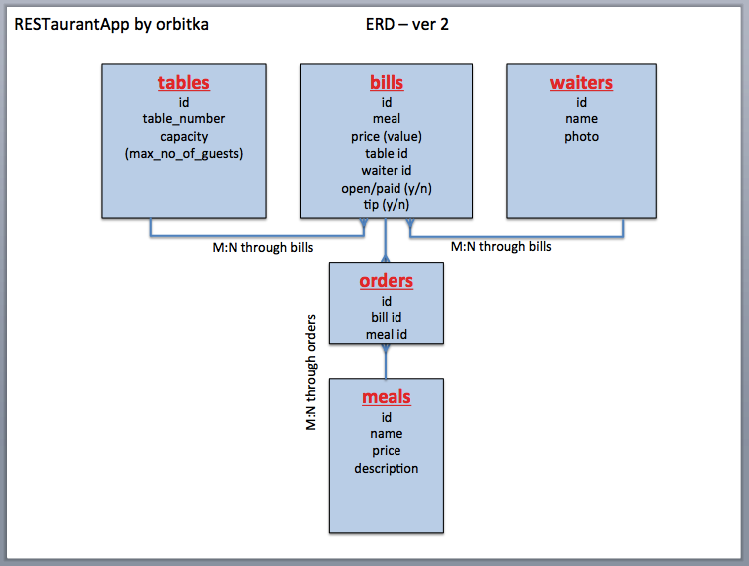 RESTaurantApp by orbitka
ERD – ver 2
tables
id
table_number
capacity
(max_no_of_guests)
bills
id
meal
price (value)
table id
waiter id
open/paid (y/n)
tip (y/n)
waiters
id
name
photo
M:N through bills
M:N through bills
orders
id
bill id
meal id
M:N through orders
meals
id
name
price
description